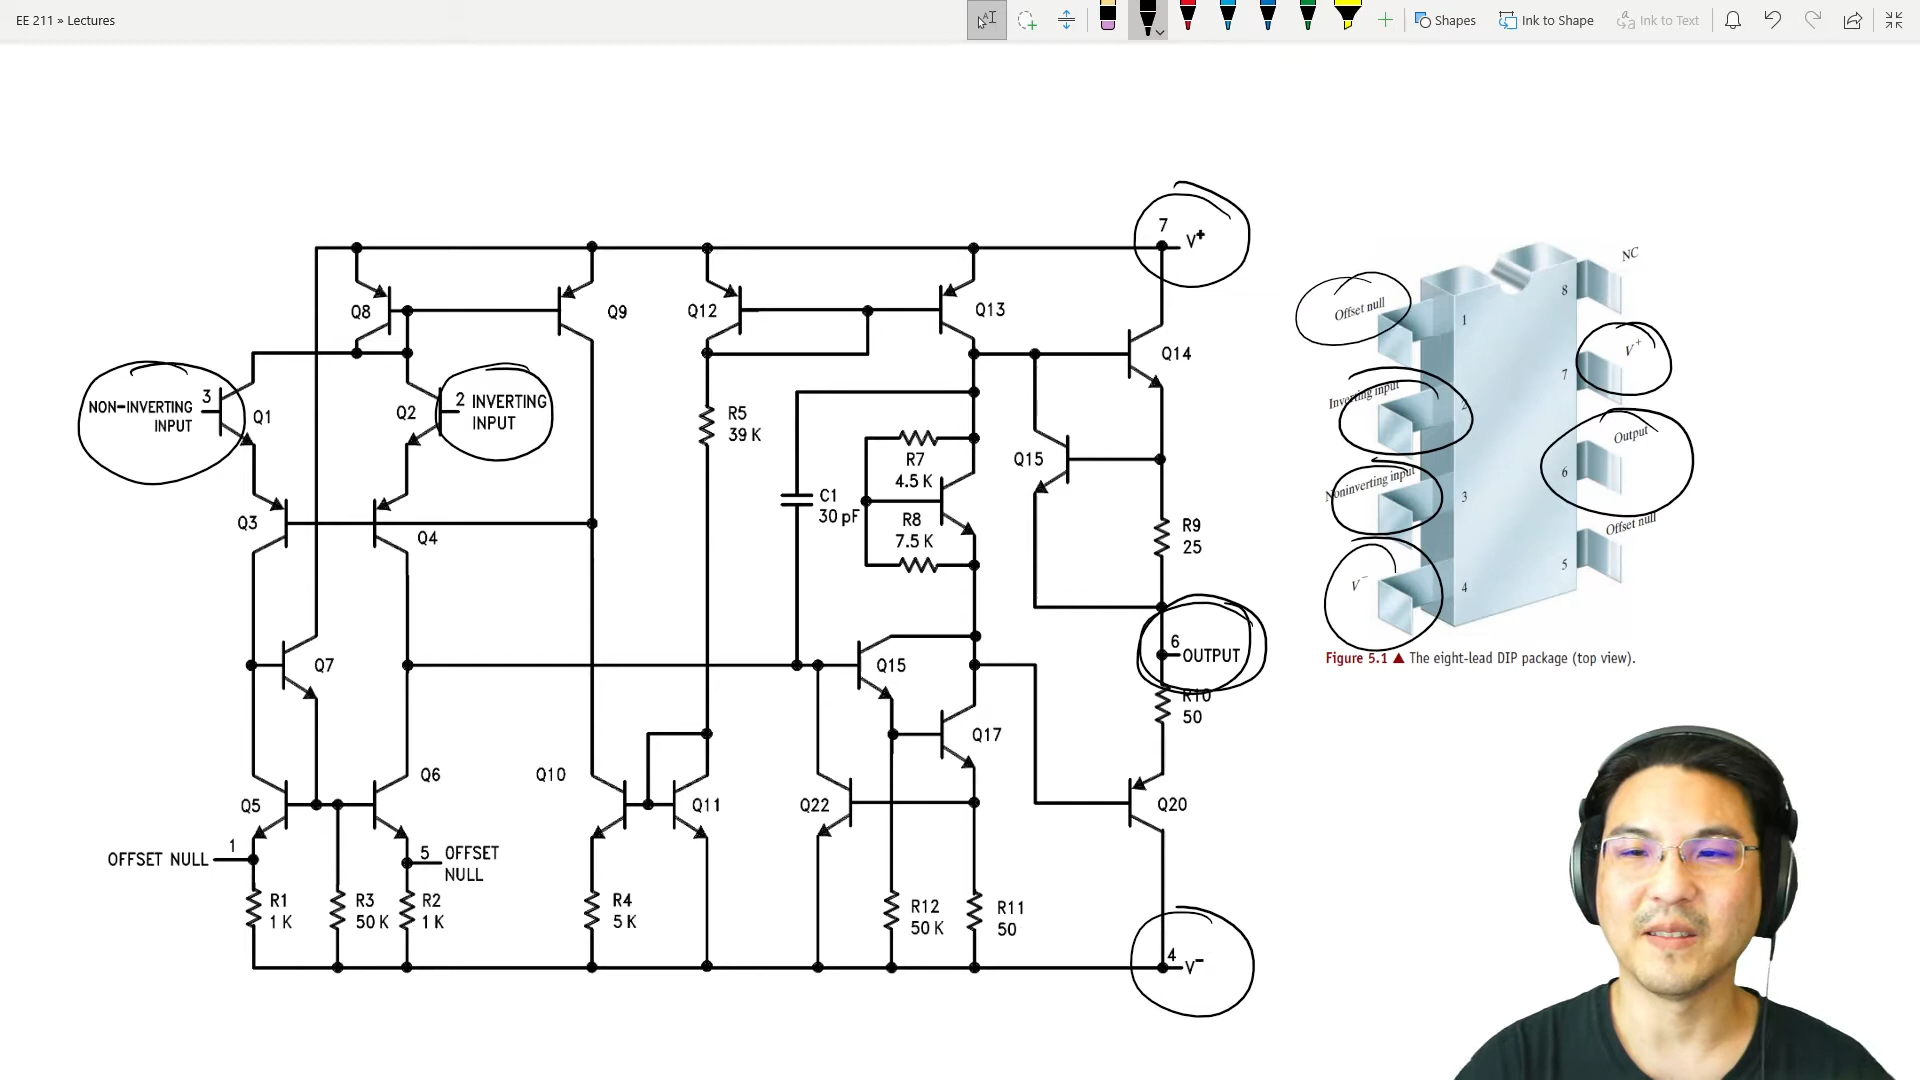 EE 211 » Lectures
Shapes
Ink to Shape
Ink to Text
7
V+
Q8
Q9
Q12
Q13
Q14
NON-INVERTING
INPUT
3
Q1
Q2
2 INVERTING
INPUT
R5
39 K
Q15
R7
4.5 K
C1
30 pF
R8
7.5 K
Q3
Q4
R9
25
Q7
Q15
6
OUTPUT
R10
50
Q17
Q5
Q6
Q10
Q11
Q22
Q20
OFFSET NULL
1
5 OFFSET
NULL
R1
1 K
R3
50 K
R2
1 K
R4
5 K
R12
50 K
R11
50
4
V−
NC
8
Offset null
1
V+
7
Inverting input
2
Output
6
Noninverting input
3
Offset null
5
V−
4
Figure 5.1 ▲ The eight-lead DIP package (top view).